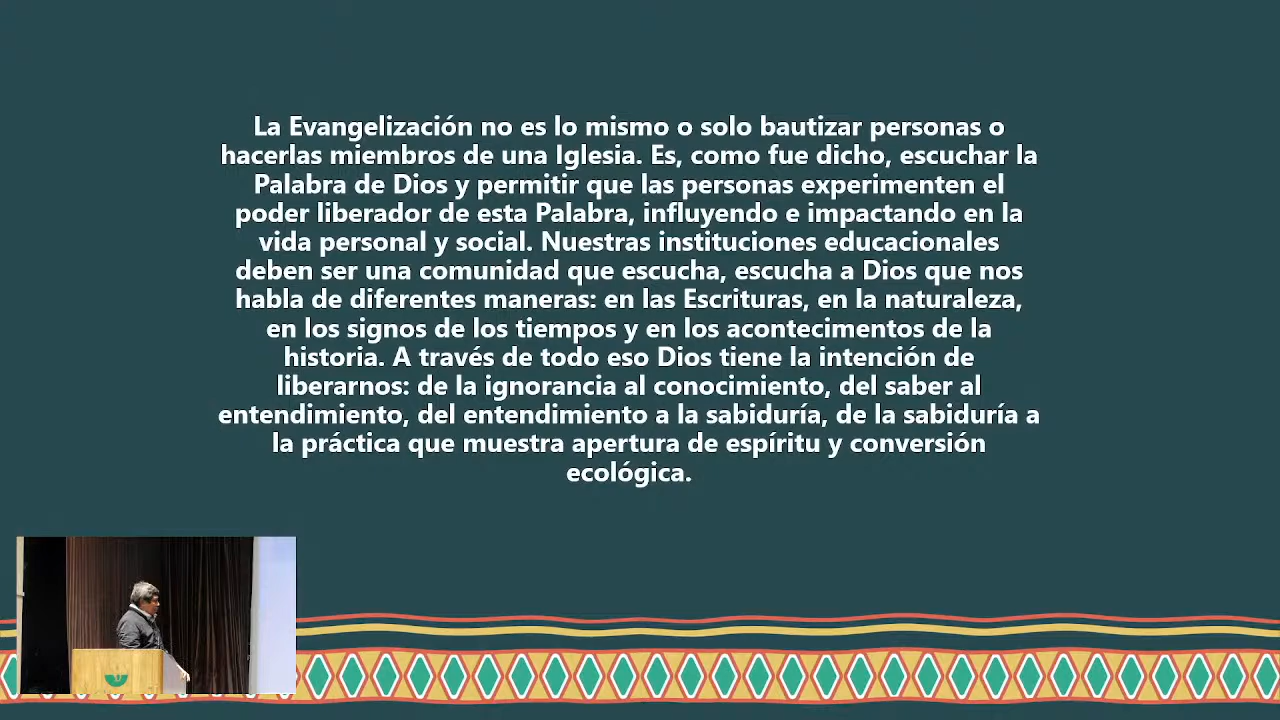 La Evangelización no es lo mismo o solo bautizar personas o
hacerlas miembros de una Iglesia. Es, como fue dicho, escuchar la
Palabra de Dios y permitir que las personas experimenten el
poder liberador de esta Palabra, influyendo e impactando en la
vida personal y social. Nuestras instituciones educacionales
deben ser una comunidad que escucha, escucha a Dios que nos
habla de diferentes maneras: en las Escrituras, en la naturaleza,
en los signos de los tiempos y en los acontecimientos de la
historia. A través de todo eso Dios tiene la intención de
liberarnos: de la ignorancia al conocimiento, del saber al
entendimiento, del entendimiento a la sabiduría, de la sabiduría a
la práctica que muestra apertura de espíritu y conversión
ecológica.